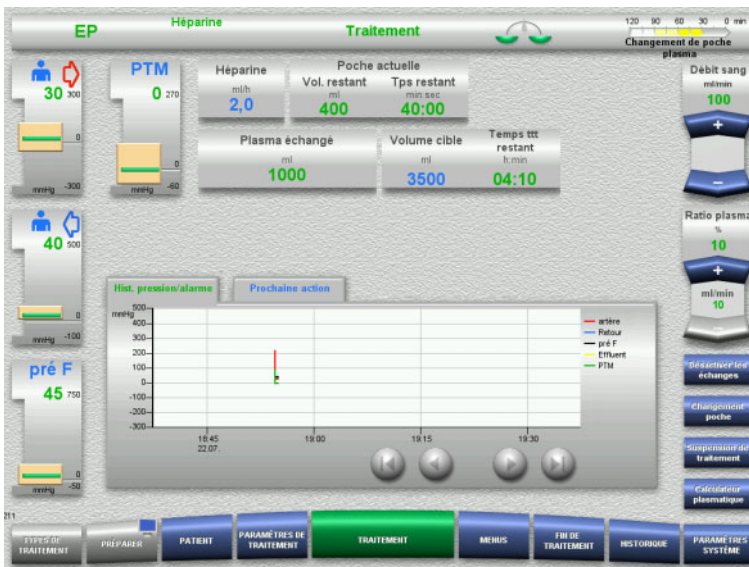 EP
Héparine
Traitement
120 90 60 30 0 min
Changement de poche
plasma
30 300
0
mmHg -300
PTM
0 270
0
mmHg -60
Héparine
ml/h
2,0
Poche actuelle
Vol. restant Tps restant
ml min:sec
400 40:00
Plasma échangé
ml
1000
Volume cible
ml
3500
Temps ttt
restant
h:min
04:10
Débit sang
ml/min
100
+
−
40 500
0
mmHg -100
Ratio plasma
%
10
+
ml/min
10
−
pré F
45 750
0
mmHg -50
Hist. pression/alarme
Prochaine action
mmHg
500
400
300
200
100
0
-100
-200
-300
18:45 19:00 19:15 19:30
22.07.
artère
Retour
pré F
Effluent
PTM
Désactiver les
échanges
Changement
poche
Suspension de
traitement
Calculateur
plasmatique
211
TYPES DE
TRAITEMENT
PRÉPARER
PATIENT
PARAMÈTRES DE
TRAITEMENT
TRAITEMENT
MENUS
FIN DE
TRAITEMENT
HISTORIQUE
PARAMÈTRES
SYSTÈME